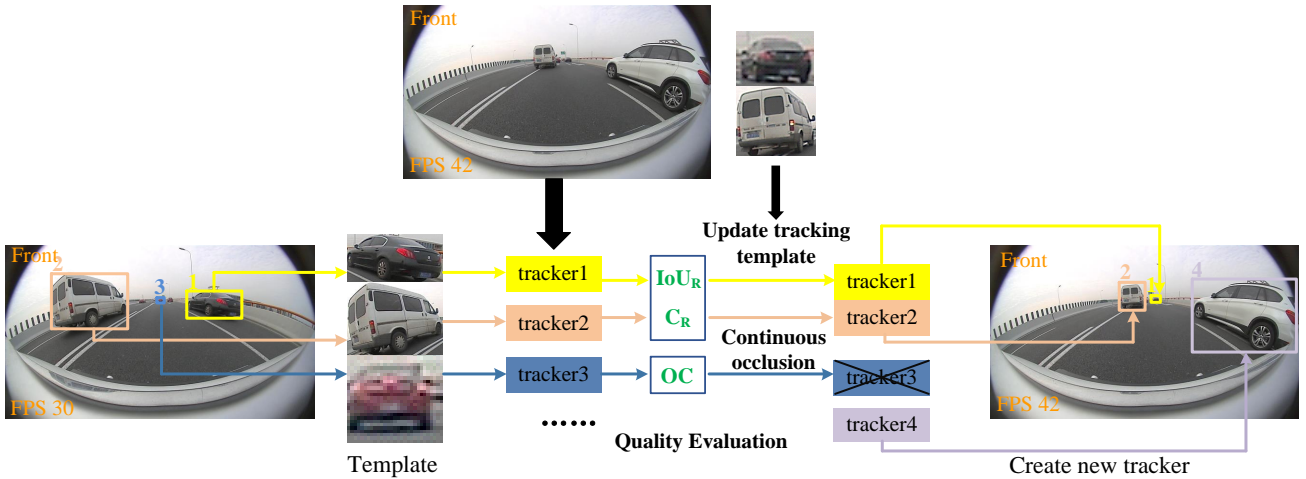 Front
FPS 42
Update tracking
template
Front
2
3
1
FPS 30
Template
tracker1
tracker2
tracker3
......
IoU_R
C_R
OC
Continuous
occlusion
Quality Evaluation
tracker1
tracker2
tracker3
tracker4
Front
2
1
4
FPS 42
Create new tracker